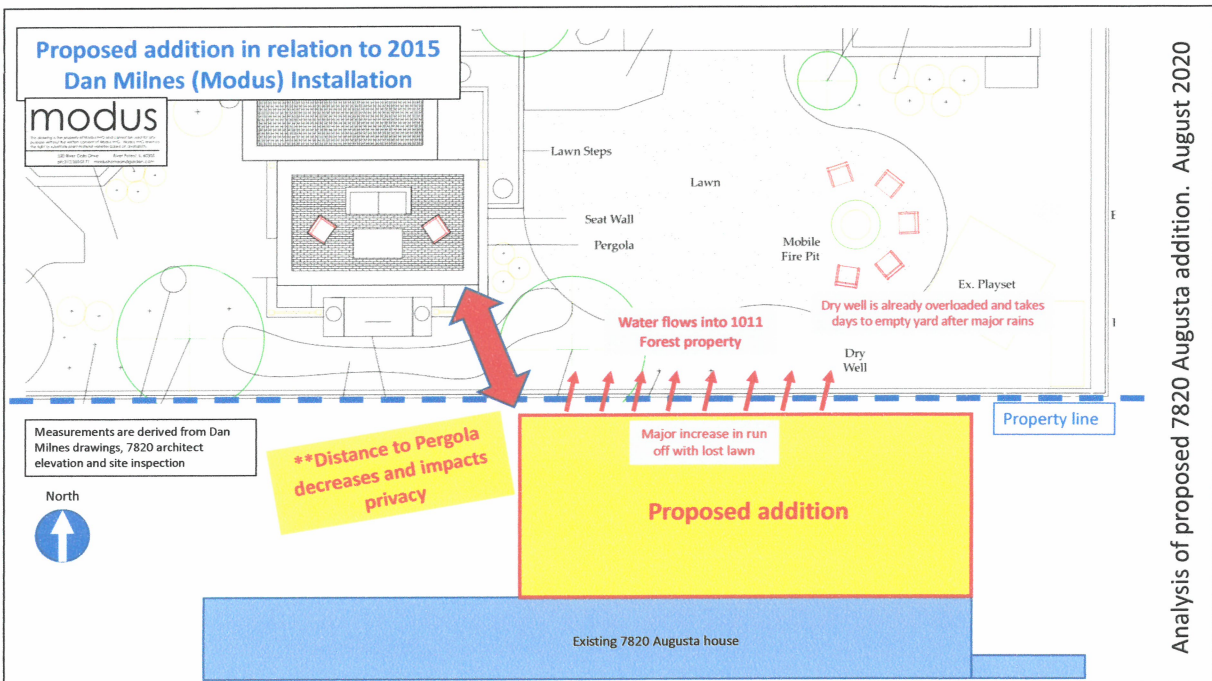 Proposed addition in relation to 2015
Dan Milnes (Modus) Installation
modus
Lawn Steps
Lawn
Seat Wall
Pergola
Mobile
Fire Pit
Ex. Playset
Dry well is already overloaded and takes
days to empty yard after major rains
Water flows into 1011
Forest property
Dry
Well
Property line
Measurements are derived from Dan
Milnes drawings, 7820 architect
elevation and site inspection
**Distance to Pergola
decreases and impacts
privacy
Major increase in run
off with lost lawn
North
Proposed addition
Existing 7820 Augusta house
Analysis of proposed 7820 Augusta addition. August 2020